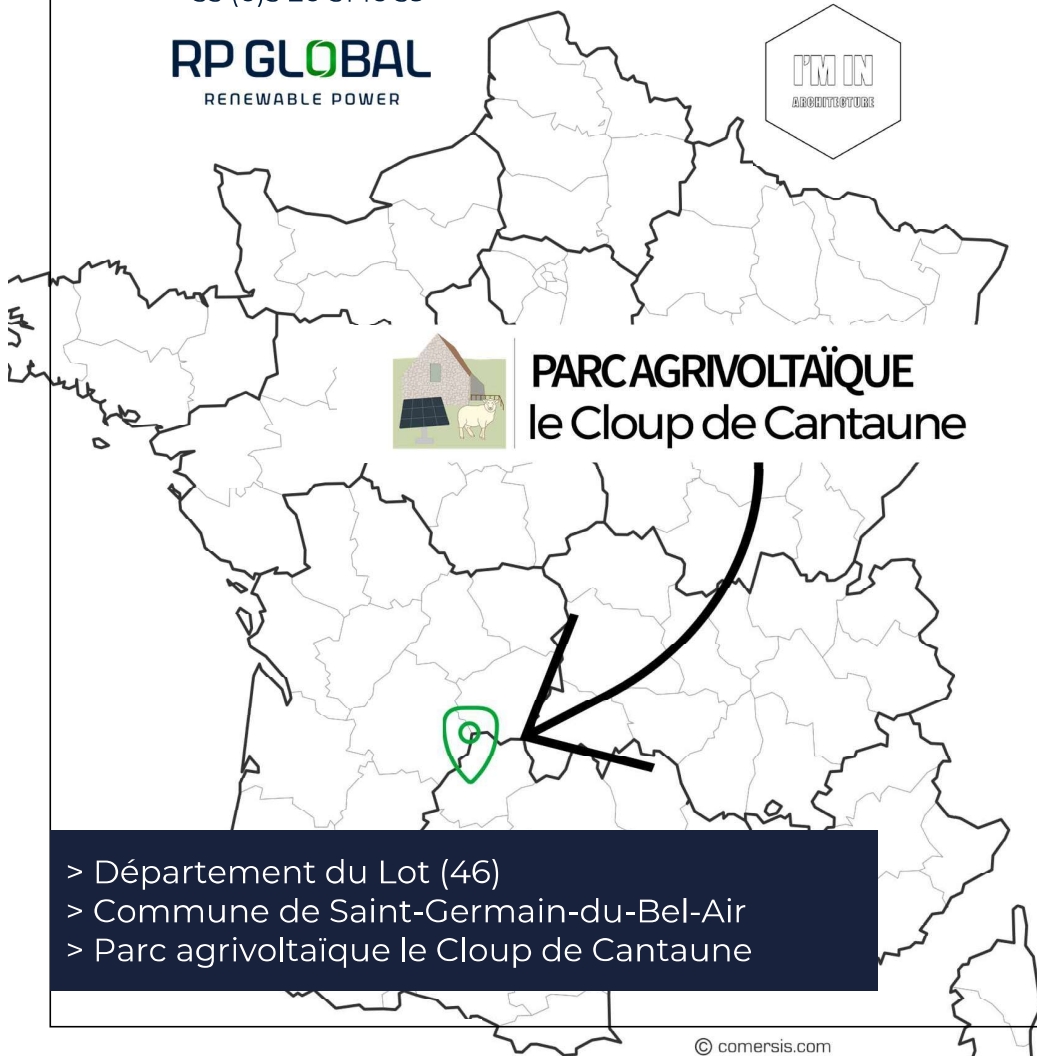 RP GLOBAL
RENEWABLE POWER
I'M IN
ARCHITECTURE
PARC AGRIVOLTAÏQUE
le Cloup de Cantaune
> Département du Lot (46)
> Commune de Saint-Germain-du-Bel-Air
> Parc agrivoltaïque le Cloup de Cantaune
© comersis.com